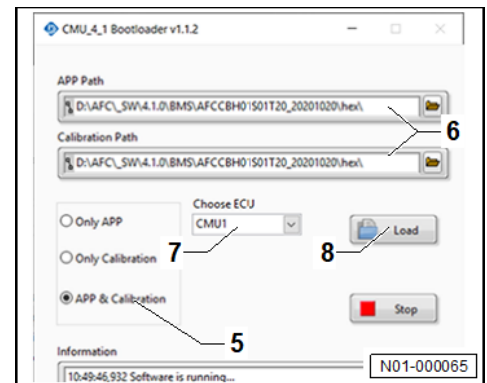 CMU_4_1 Bootloader v1.1.2
APP Path
D:\AFC\_SW\4.1.0\BMS\AFCCBH01S01T20_20201020\hex\
6
Calibration Path
D:\AFC\_SW\4.1.0\BMS\AFCCBH01S01T20_20201020\hex\
Choose ECU
Only APP
CMU1
Load
7
8
Only Calibration
APP & Calibration
Stop
5
Information
N01-000065
10:49:46,932 Software is running...